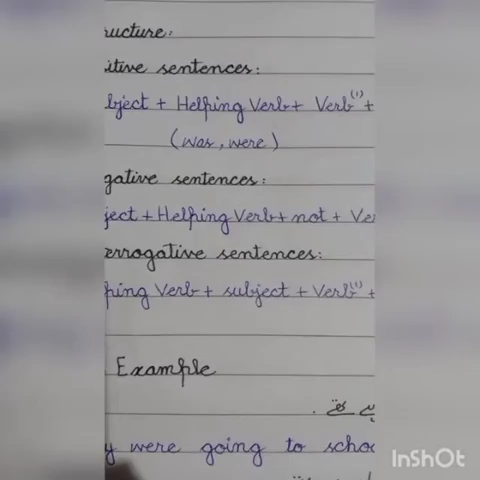 ucture:
itive sentences:
bject + Helping Verb + Verb(1) +
(was, were)
gative sentences:
ject + Helping Verb + not + Ve
errogative sentences:
ping Verb + subject + Verb(1) +
Example
y were going to schoo
InShOt